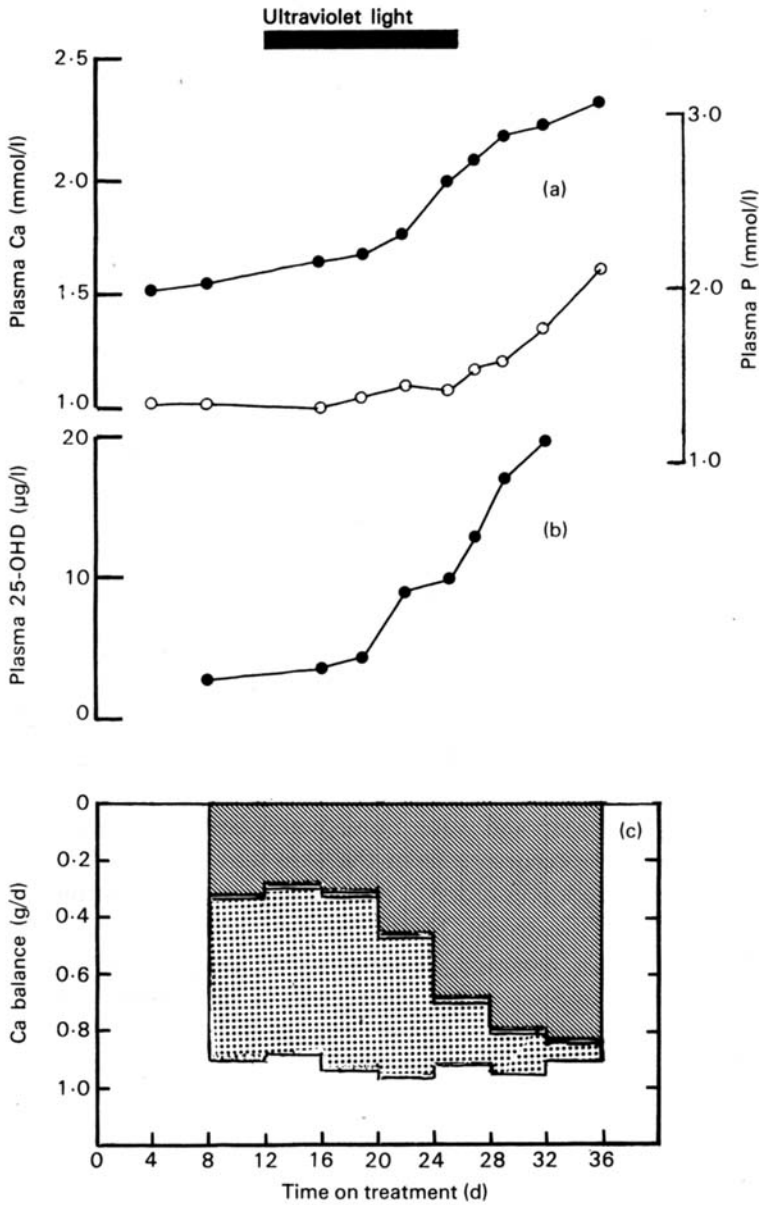 Ultraviolet light
Plasma Ca (mmol/l)
2·5
2·0
1·5
1·0
(a)
Plasma P (mmol/l)
3·0
2·0
1·0
Plasma 25-OHD (µg/l)
20
10
0
(b)
Ca balance (g/d)
0
0·2
0·4
0·6
0·8
1·0
(c)
0 4 8 12 16 20 24 28 32 36
Time on treatment (d)